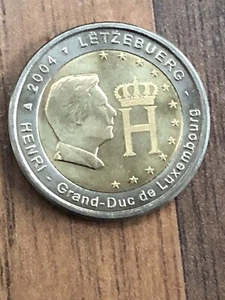 2004 LËTZEBUERG
HENRI - Grand-Duc de Luxembourg
H